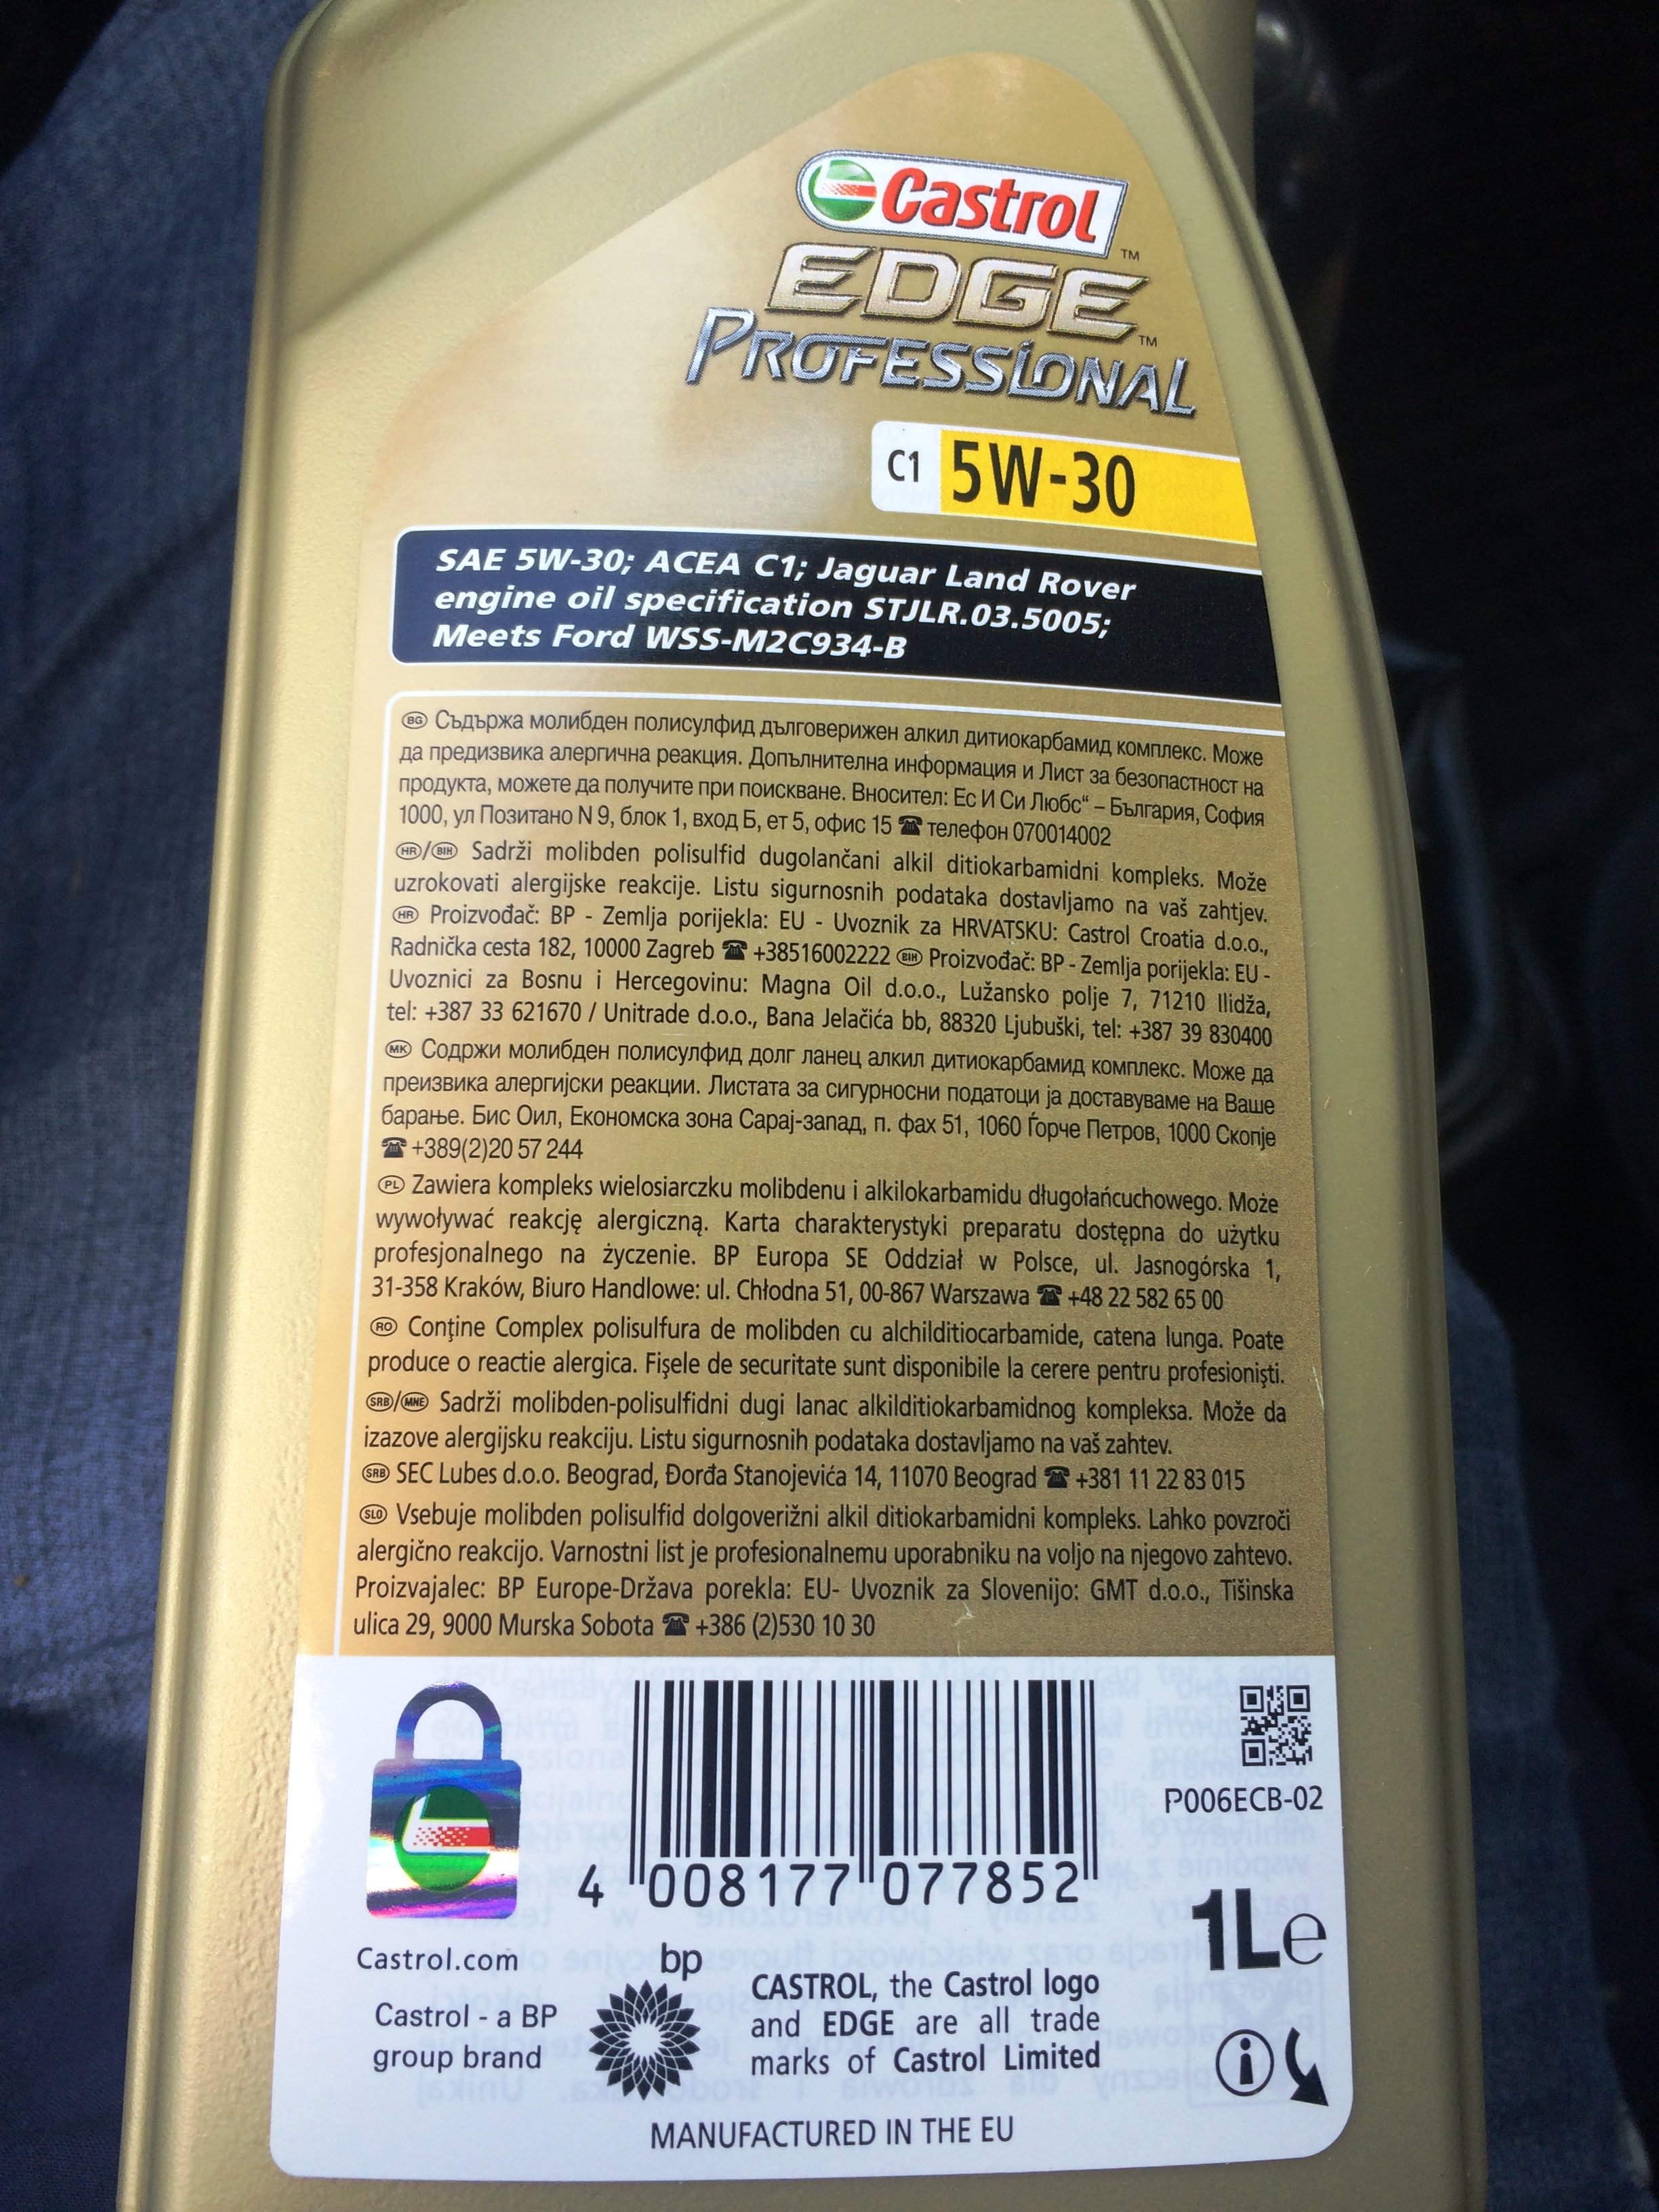 Castrol
TM
EDGE
TM
PROFESSIONAL
C1 5W-30
SAE 5W-30; ACEA C1; Jaguar Land Rover
engine oil specification STJLR.03.5005;
Meets Ford WSS-M2C934-B
BG Съдържа молибден полисулфид дълговерижен алкил дитиокарбамид комплекс. Може
да предизвика алергична реакция. Допълнителна информация и Лист за безопастност на
продукта, можете да получите при поискване. Вносител: Ес И Си Любс“ – България, София
1000, ул Позитано N 9, блок 1, вход Б, ет 5, офис 15 ☎ телефон 070014002
HR/BIH Sadrži molibden polisulfid dugolančani alkil ditiokarbamidni kompleks. Može
uzrokovati alergijske reakcije. Listu sigurnosnih podataka dostavljamo na vaš zahtjev.
HR Proizvođač: BP - Zemlja porijekla: EU - Uvoznik za HRVATSKU: Castrol Croatia d.o.o.,
Radnička cesta 182, 10000 Zagreb ☎ +38516002222 BIH Proizvođač: BP - Zemlja porijekla: EU -
Uvoznici za Bosnu i Hercegovinu: Magna Oil d.o.o., Lužansko polje 7, 71210 Ilidža,
tel: +387 33 621670 / Unitrade d.o.o., Bana Jelačića bb, 88320 Ljubuški, tel: +387 39 830400
MK Содржи молибден полисулфид долг ланец алкил дитиокарбамид комплекс. Може да
преизвика алергијски реакции. Листата за сигурносни податоци ја доставуваме на Ваше
барање. Бис Оил, Економска зона Сарај-запад, п. фах 51, 1060 Ѓорче Петров, 1000 Скопје
☎ +389(2)20 57 244
PL Zawiera kompleks wielosiarczku molibdenu i alkilokarbamidu długołańcuchowego. Może
wywoływać reakcję alergiczną. Karta charakterystyki preparatu dostępna do użytku
profesjonalnego na życzenie. BP Europa SE Oddział w Polsce, ul. Jasnogórska 1,
31-358 Kraków, Biuro Handlowe: ul. Chłodna 51, 00-867 Warszawa ☎ +48 22 582 65 00
RO Conţine Complex polisulfura de molibden cu alchilditiocarbamide, catena lunga. Poate
produce o reactie alergica. Fişele de securitate sunt disponibile la cerere pentru profesionişti.
SRB/MNE Sadrži molibden-polisulfidni dugi lanac alkilditiokarbamidnog kompleksa. Može da
izazove alergijsku reakciju. Listu sigurnosnih podataka dostavljamo na vaš zahtev.
SRB SEC Lubes d.o.o. Beograd, Đorđa Stanojevića 14, 11070 Beograd ☎ +381 11 22 83 015
SLO Vsebuje molibden polisulfid dolgoverižni alkil ditiokarbamidni kompleks. Lahko povzroči
alergično reakcijo. Varnostni list je profesionalnemu uporabniku na voljo na njegovo zahtevo.
Proizvajalec: BP Europe-Država porekla: EU- Uvoznik za Slovenijo: GMT d.o.o., Tišinska
ulica 29, 9000 Murska Sobota ☎ +386 (2)530 10 30
P006ECB-02
4 008177 077852
1L℮
Castrol.com
Castrol - a BP
group brand
bp
CASTROL, the Castrol logo
and EDGE are all trade
marks of Castrol Limited
i
MANUFACTURED IN THE EU